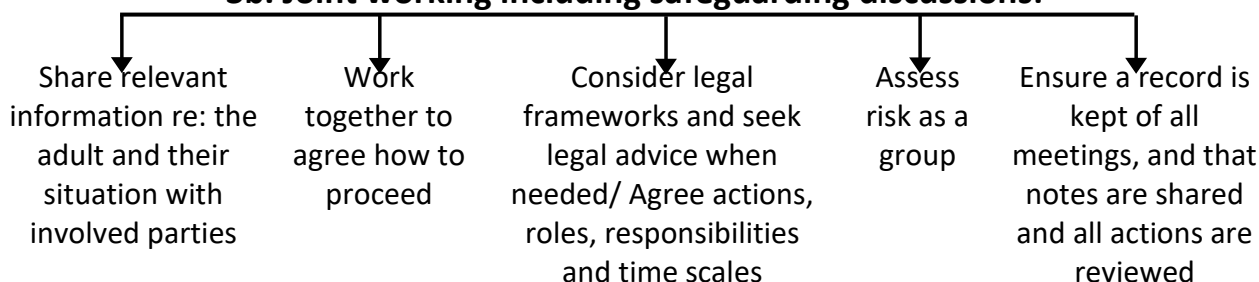 3b. Joint working including safeguarding discussions:
Share relevant
information re: the
adult and their
situation with
involved parties
Work
together to
agree how to
proceed
Consider legal
frameworks and seek
legal advice when
needed/ Agree actions,
roles, responsibilities
and time scales
Assess
risk as a
group
Ensure a record is
kept of all
meetings, and that
notes are shared
and all actions are
reviewed